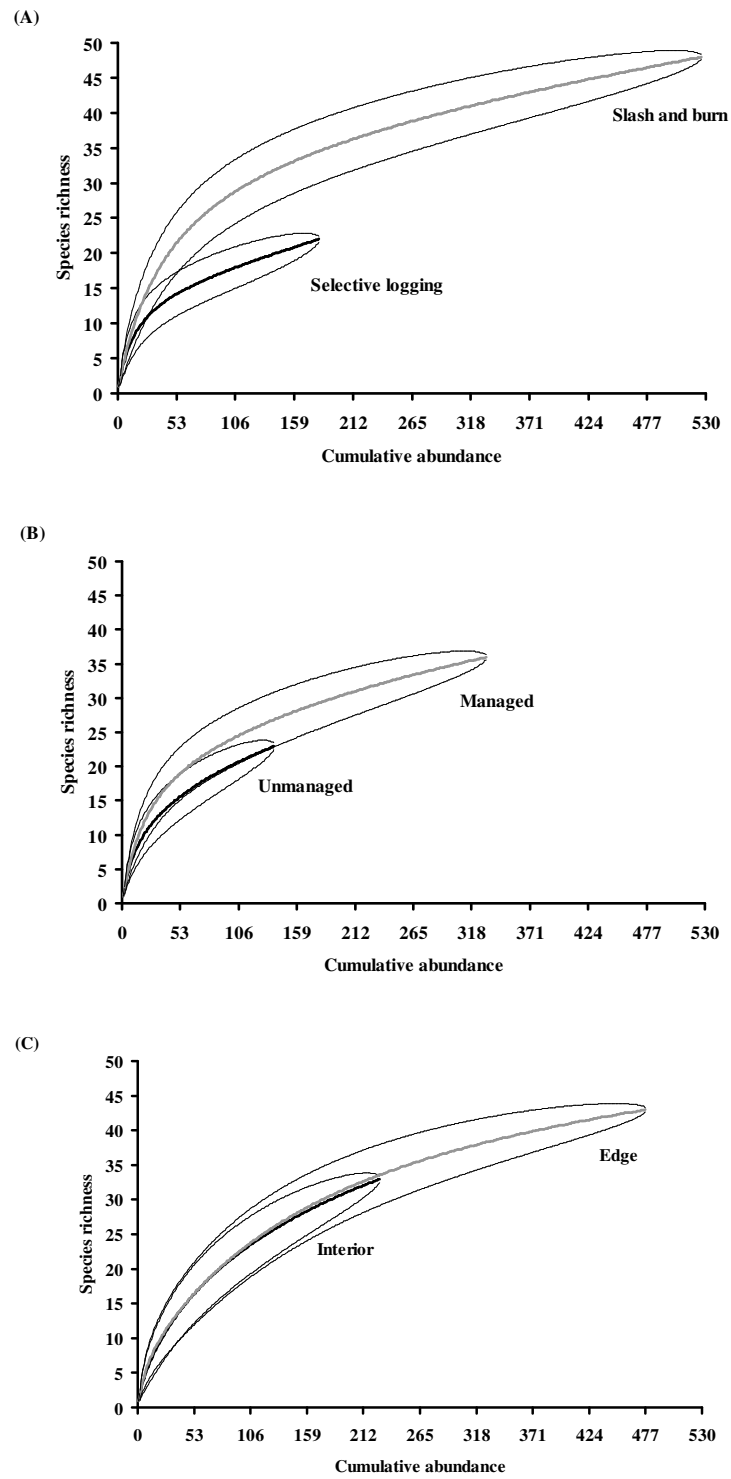 (A)
50
45
40
35
30
25
20
15
10
5
0
Species richness
Slash and burn
Selective logging
0 53 106 159 212 265 318 371 424 477 530
Cumulative abundance
(B)
50
45
40
35
30
25
20
15
10
5
0
Species richness
Managed
Unmanaged
0 53 106 159 212 265 318 371 424 477 530
Cumulative abundance
(C)
50
45
40
35
30
25
20
15
10
5
0
Species richness
Edge
Interior
0 53 106 159 212 265 318 371 424 477 530
Cumulative abundance